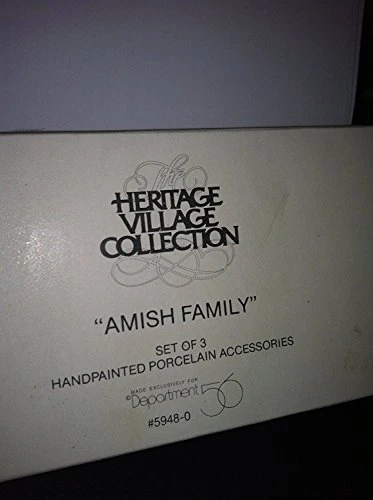 The
HERITAGE
VILLAGE
COLLECTION
"AMISH FAMILY"
SET OF 3
HANDPAINTED PORCELAIN ACCESSORIES
MADE EXCLUSIVELY FOR
©Department 56
#5948-0